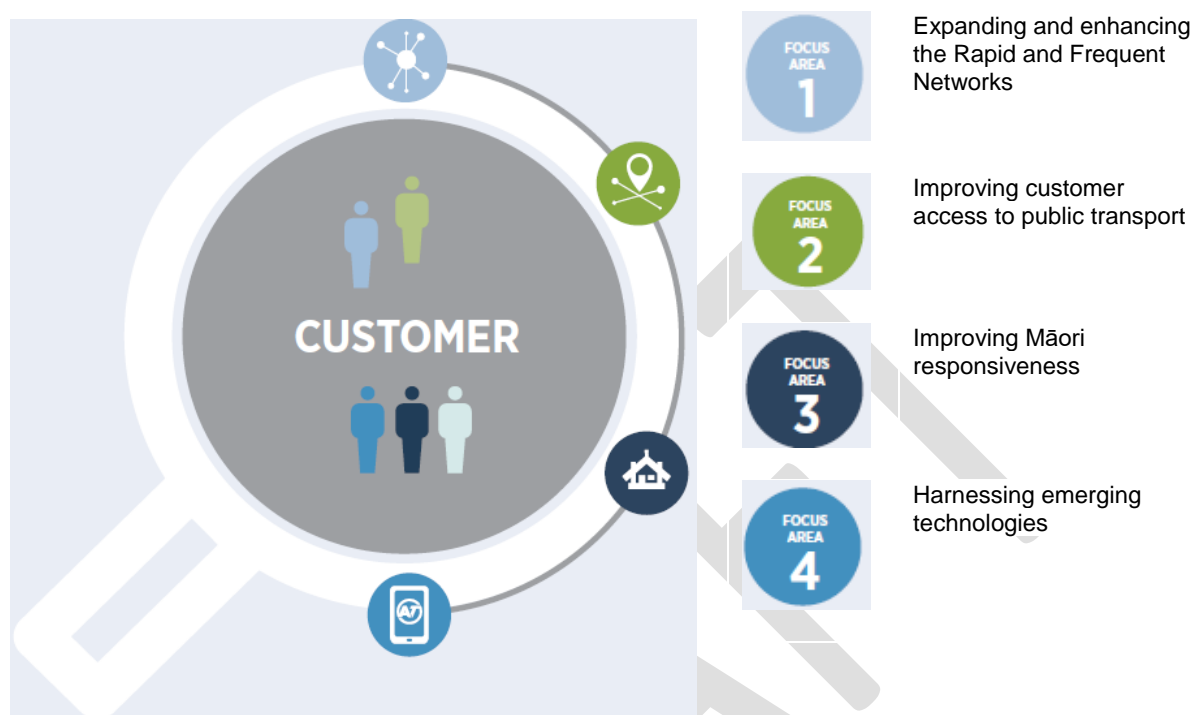 CUSTOMER
AT
FOCUS
AREA
1
Expanding and enhancing
the Rapid and Frequent
Networks
FOCUS
AREA
2
Improving customer
access to public transport
FOCUS
AREA
3
Improving Māori
responsiveness
FOCUS
AREA
4
Harnessing emerging
technologies